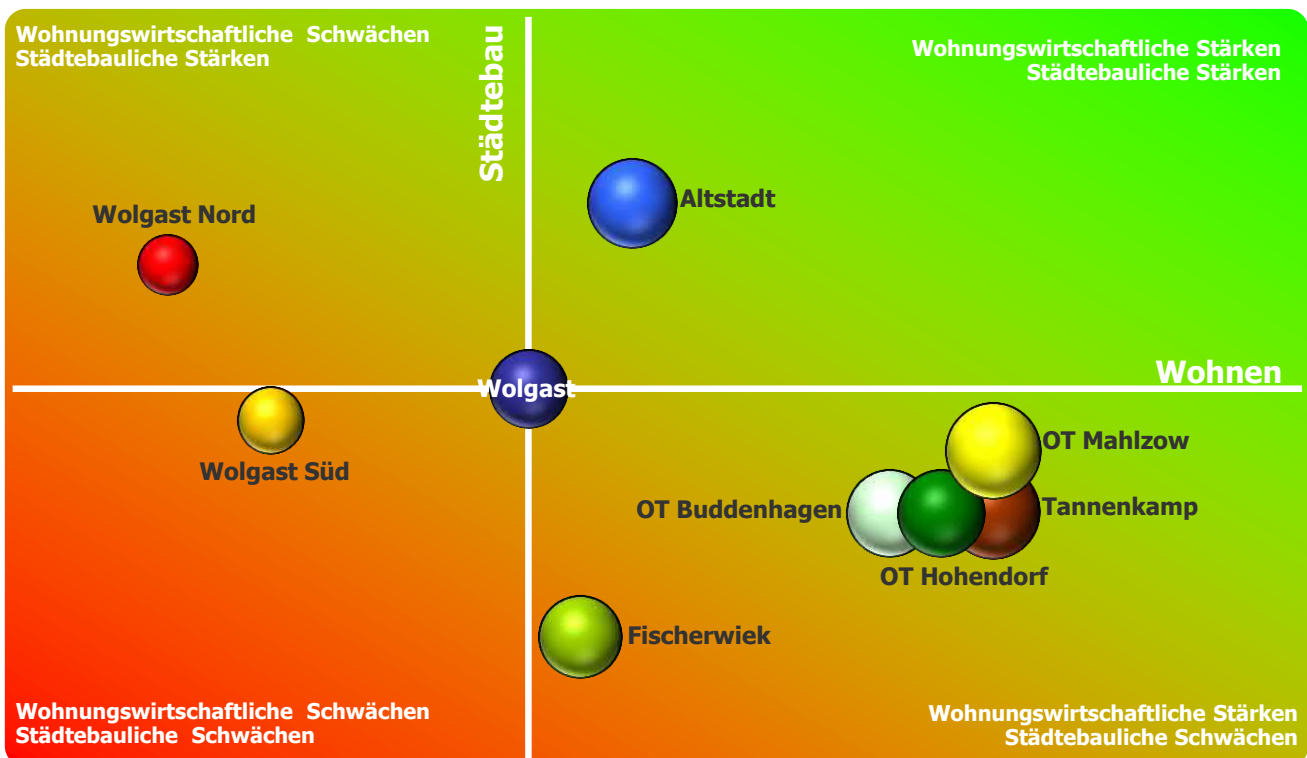 Wohnungswirtschaftliche Schwächen
Städtebauliche Stärken
Städtebau
Wohnungswirtschaftliche Stärken
Städtebauliche Stärken
Altstadt
Wolgast Nord
Wohnen
Wolgast
OT Mahlzow
Wolgast Süd
OT Buddenhagen
Tannenkamp
OT Hohendorf
Fischerwiek
Wohnungswirtschaftliche Schwächen
Städtebauliche Schwächen
Wohnungswirtschaftliche Stärken
Städtebauliche Schwächen